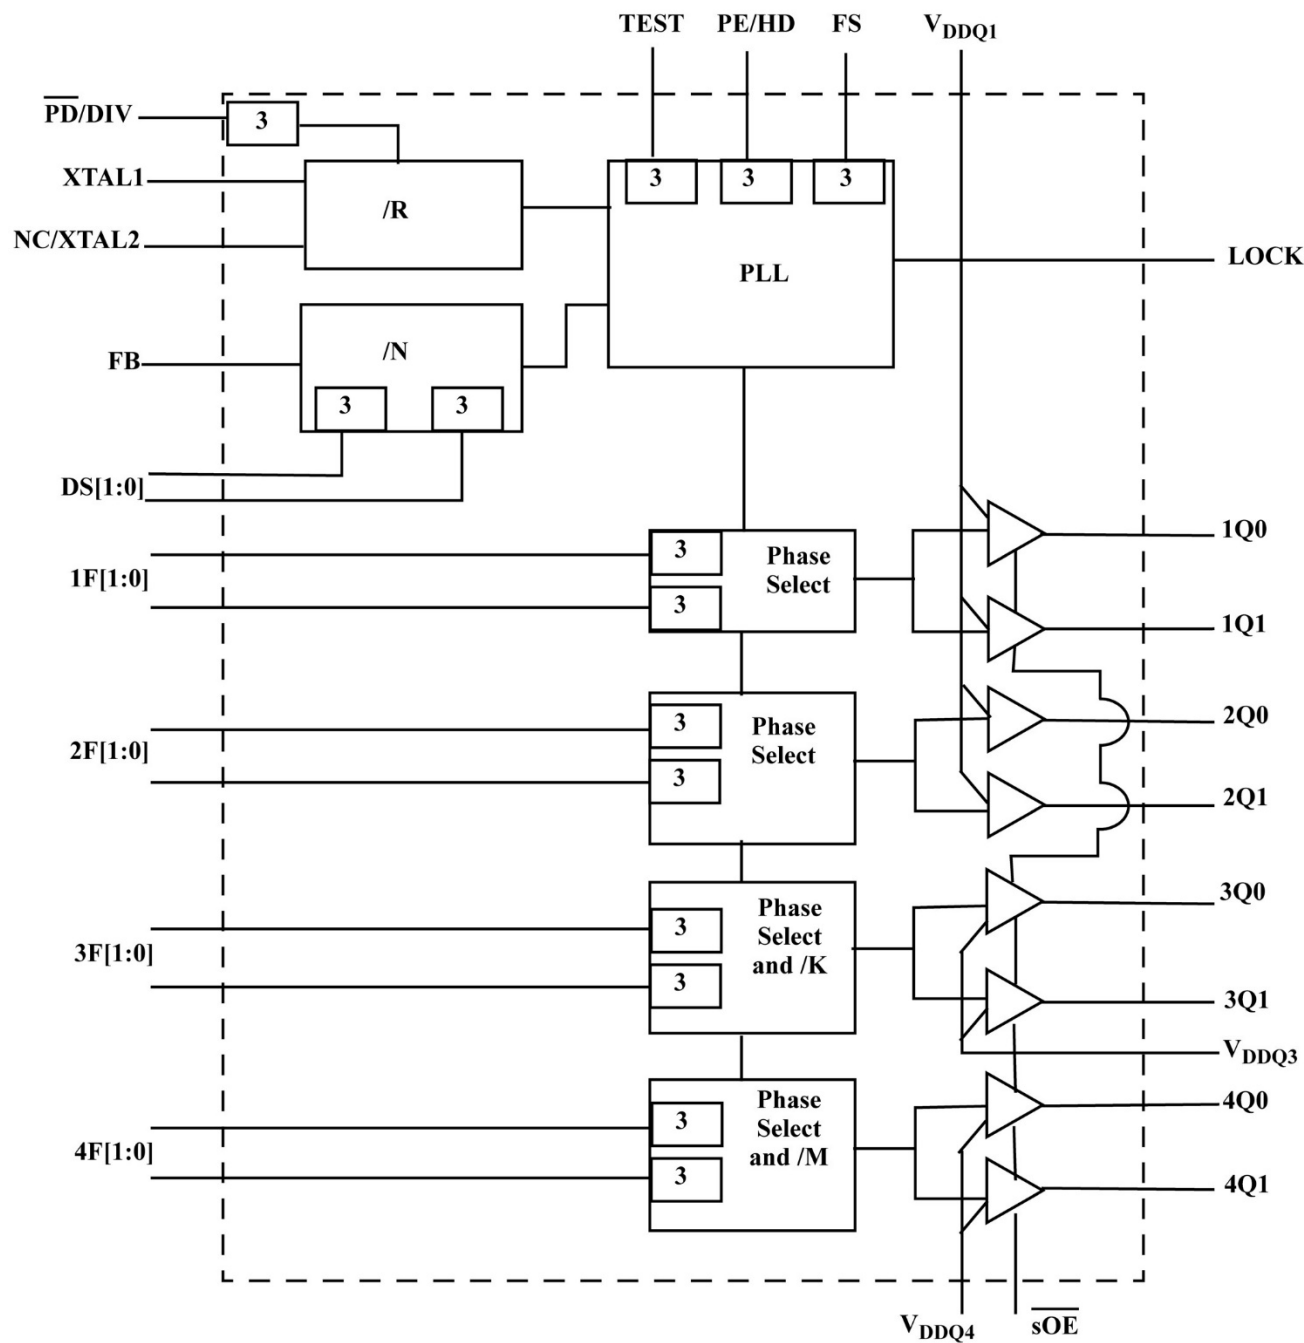 TEST PE/HD FS VDDQ1
PD/DIV
3
XTAL1
3 3 3
/R
NC/XTAL2
LOCK
PLL
/N
FB
3 3
DS[1:0]
1Q0
3
Phase
Select
1F[1:0]
3
1Q1
3
Phase
Select
2Q0
2F[1:0]
3
2Q1
3
Phase
Select
and /K
3Q0
3F[1:0]
3
3Q1
VDDQ3
3
Phase
Select
and /M
4Q0
4F[1:0]
3
4Q1
VDDQ4 sOE